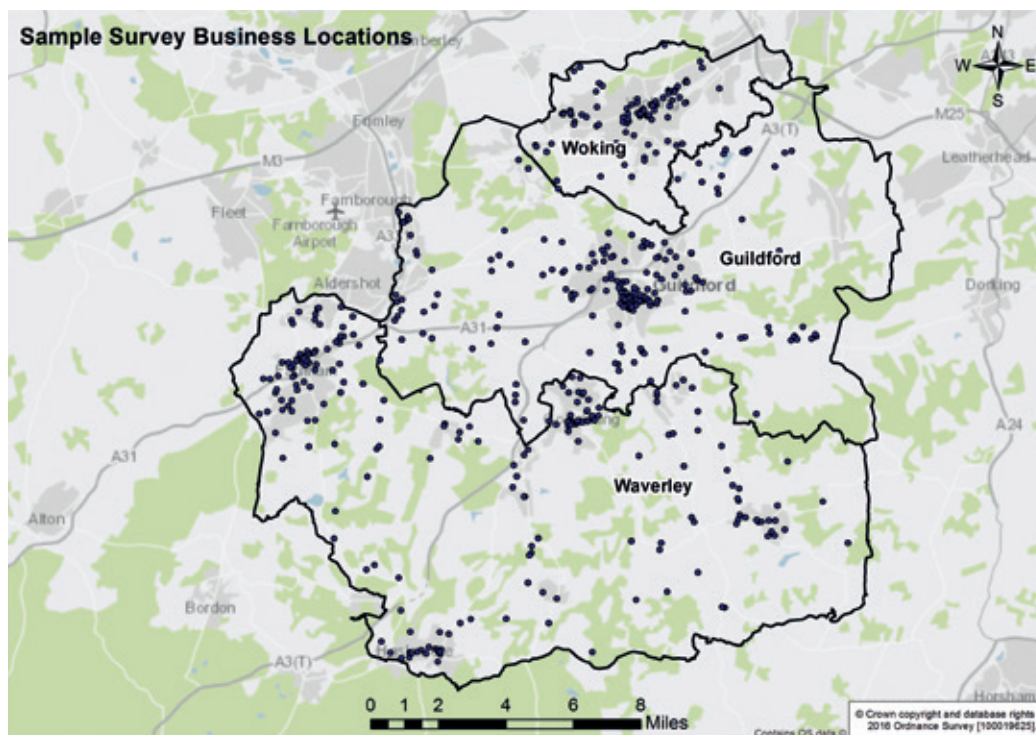 Sample Survey Business Locations
N
W E
S
M25
A3(T)
Leatherhead
Frimley
M3
Woking
Fleet
Farnborough
Farnborough
Airport
Guildford
Aldershot
Guildford
Dorking
A31
A24
A31
Waverley
Alton
Bordon
A3(T)
Horsham
0 1 2 4 6 8
Miles
© Crown copyright and database rights
2016 Ordnance Survey [100019625]